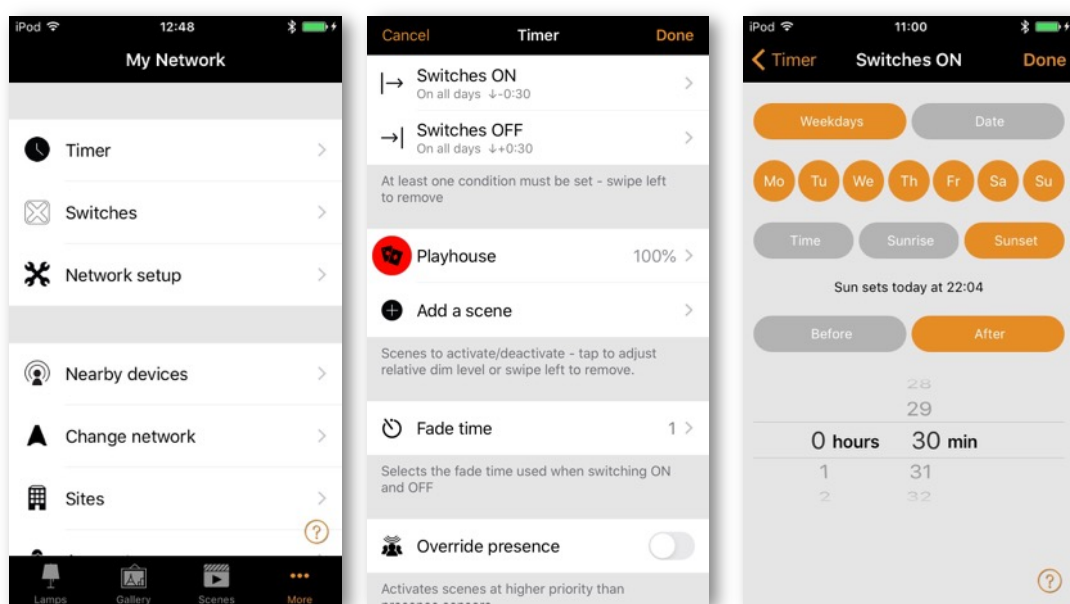 iPod 12:48
My Network
Timer
Switches
Network setup
Nearby devices
Change network
Sites
?
Lamps Gallery Scenes More
Cancel Timer Done
Switches ON
On all days ↓-0:30
Switches OFF
On all days ↓+0:30
At least one condition must be set - swipe left
to remove
Playhouse 100%
Add a scene
Scenes to activate/deactivate - tap to adjust
relative dim level or swipe left to remove.
Fade time 1
Selects the fade time used when switching ON
and OFF
Override presence
Activates scenes at higher priority than
iPod 11:00
Timer Switches ON Done
Weekdays Date
Mo Tu We Th Fr Sa Su
Time Sunrise Sunset
Sun sets today at 22:04
Before After
28
29
0 hours 30 min
1 31
2 32
?